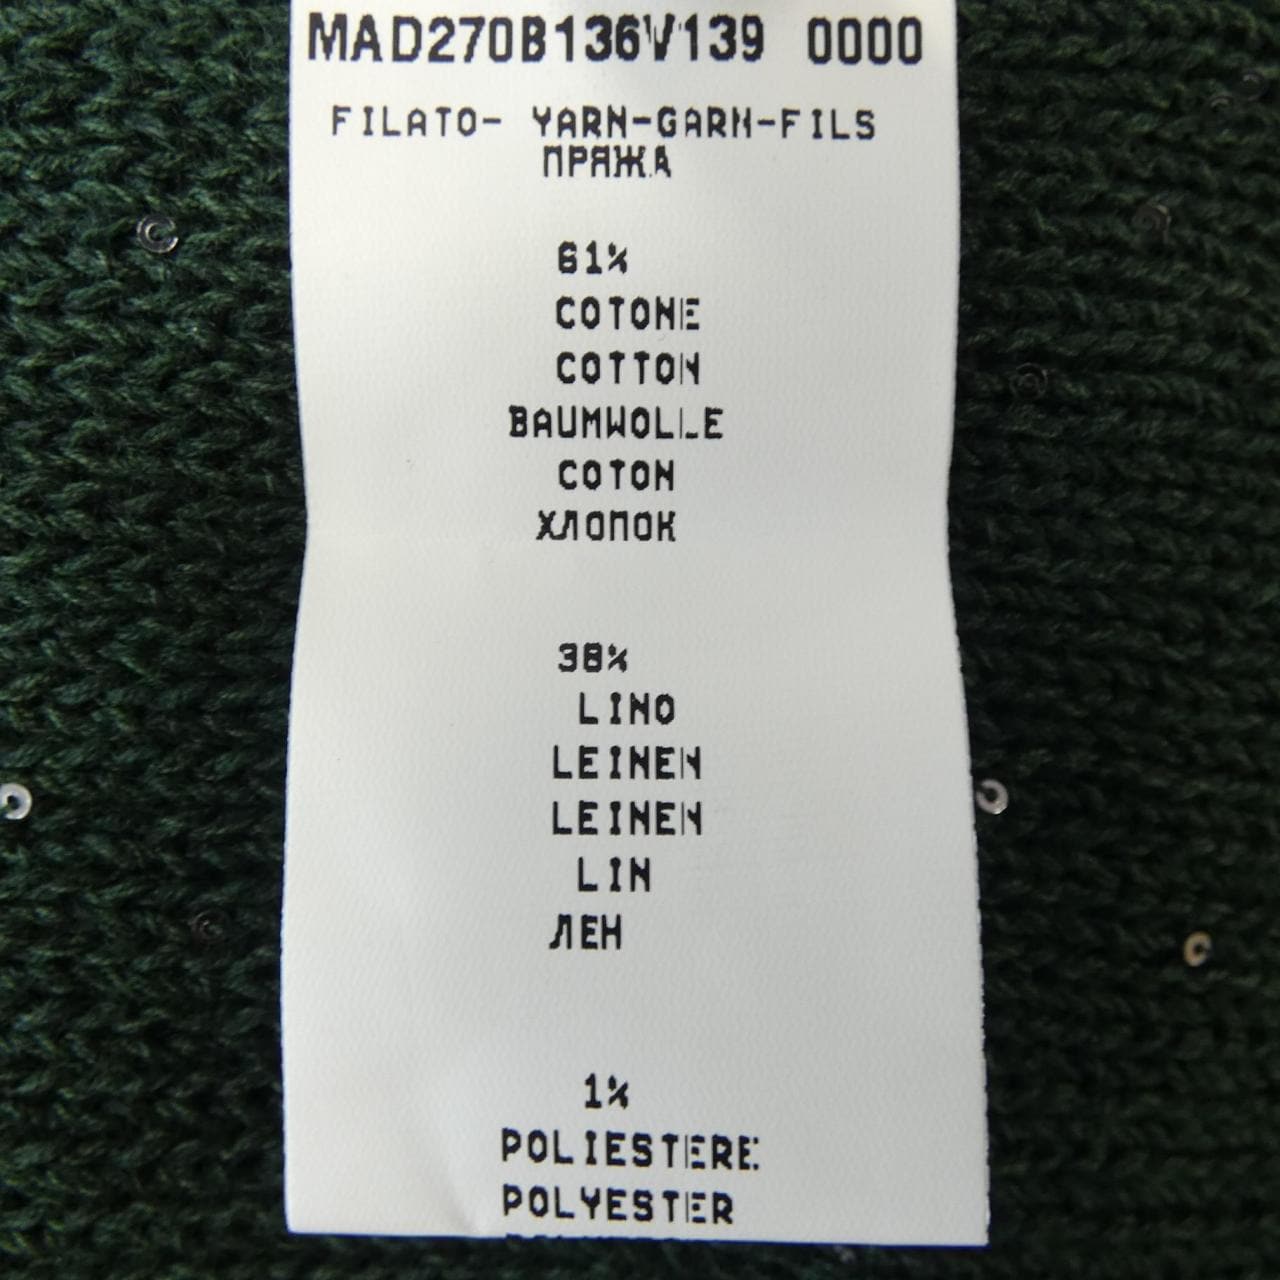 MAD270B136V139 0000
FILATO- YARN-GARN-FILS
ПРЯЖА
61%
COTONE
COTTON
BAUMWOLLE
COTON
ХЛОПОК
38%
LINO
LEINEN
LEINEN
LIN
ЛЕН
1%
POLIESTERE
POLYESTER